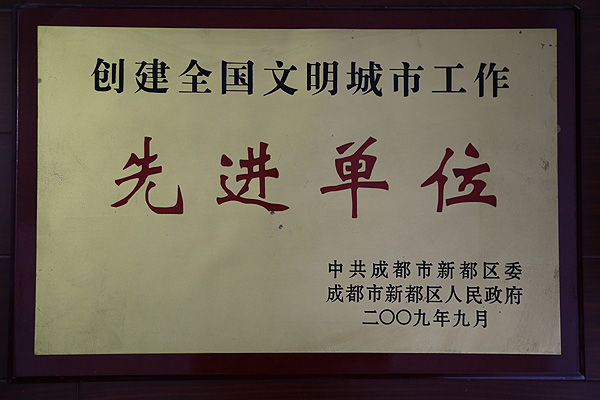 创建全国文明城市工作
先进单位
中共成都市新都区委
成都市新都区人民政府
二〇〇九年九月